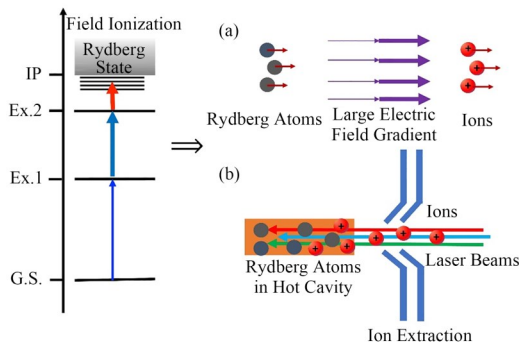 Field Ionization
Rydberg
State
IP
Ex.2
Ex.1
G.S.
⇒
(a)
Rydberg Atoms
Large Electric
Field Gradient
Ions
(b)
+
+
+
Ions
+
+
+
+
+
+
Laser Beams
Rydberg Atoms
in Hot Cavity
Ion Extraction